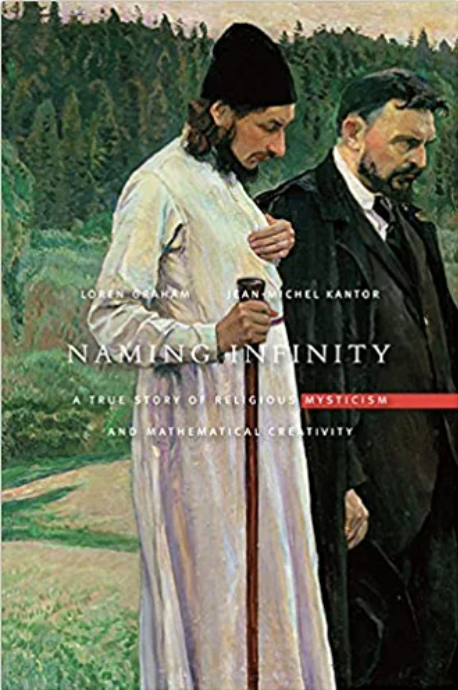 LOREN GRAHAM JEAN-MICHEL KANTOR
NAMING INFINITY
A TRUE STORY OF RELIGIOUS MYSTICISM
AND MATHEMATICAL CREATIVITY